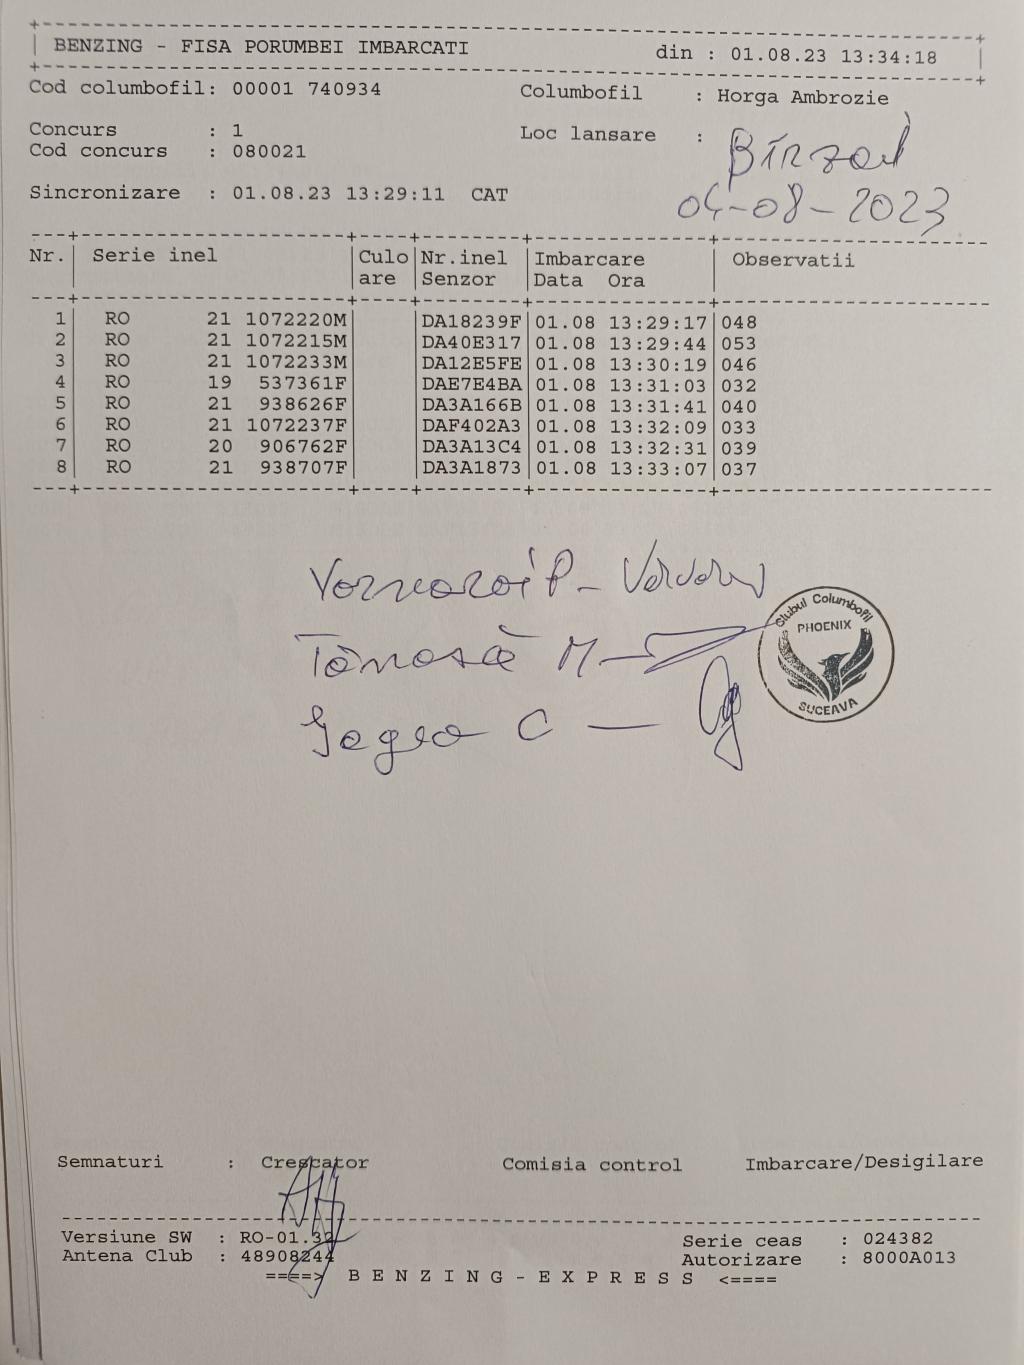 BENZING - FISA PORUMBEI IMBARCATI din : 01.08.23 13:34:18
Cod columbofil: 00001 740934 Columbofil : Horga Ambrozie
Concurs : 1 Loc lansare :
Cod concurs : 080021
Sincronizare : 01.08.23 13:29:11 CAT 04-08-2023
Nr. Serie inel Culo Nr.inel Imbarcare Observatii
are Senzor Data Ora
1 RO 21 1072220M DA18239F 01.08 13:29:17 048
2 RO 21 1072215M DA40E317 01.08 13:29:44 053
3 RO 21 1072233M DA12E5FE 01.08 13:30:19 046
4 RO 19 537361F DAE7E4BA 01.08 13:31:03 032
5 RO 21 938626F DA3A166B 01.08 13:31:41 040
6 RO 21 1072237F DAF402A3 01.08 13:32:09 033
7 RO 20 906762F DA3A13C4 01.08 13:32:31 039
8 RO 21 938707F DA3A1873 01.08 13:33:07 037
Clubul Columbofil
PHOENIX
SUCEAVA
Tănasă M -
C -
Semnaturi : Crescator Comisia control Imbarcare/Desigilare
Versiune SW : RO-01.32 Serie ceas : 024382
Antena Club : 48908244 Autorizare : 8000A013
====> B E N Z I N G - E X P R E S S <====